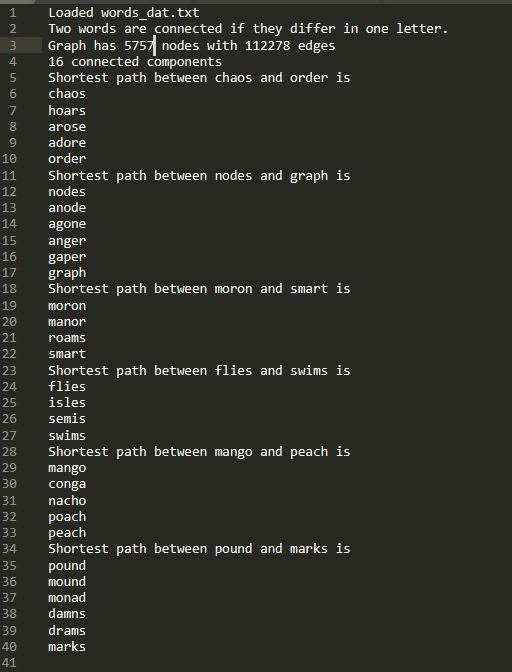 1 Loaded words_dat.txt
2 Two words are connected if they differ in one letter.
3 Graph has 5757 nodes with 112278 edges
4 16 connected components
5 Shortest path between chaos and order is
6 chaos
7 hoars
8 arose
9 adore
10 order
11 Shortest path between nodes and graph is
12 nodes
13 anode
14 agone
15 anger
16 gaper
17 graph
18 Shortest path between moron and smart is
19 moron
20 manor
21 roams
22 smart
23 Shortest path between flies and swims is
24 flies
25 isles
26 semis
27 swims
28 Shortest path between mango and peach is
29 mango
30 conga
31 nacho
32 poach
33 peach
34 Shortest path between pound and marks is
35 pound
36 mound
37 monad
38 damns
39 drams
40 marks
41